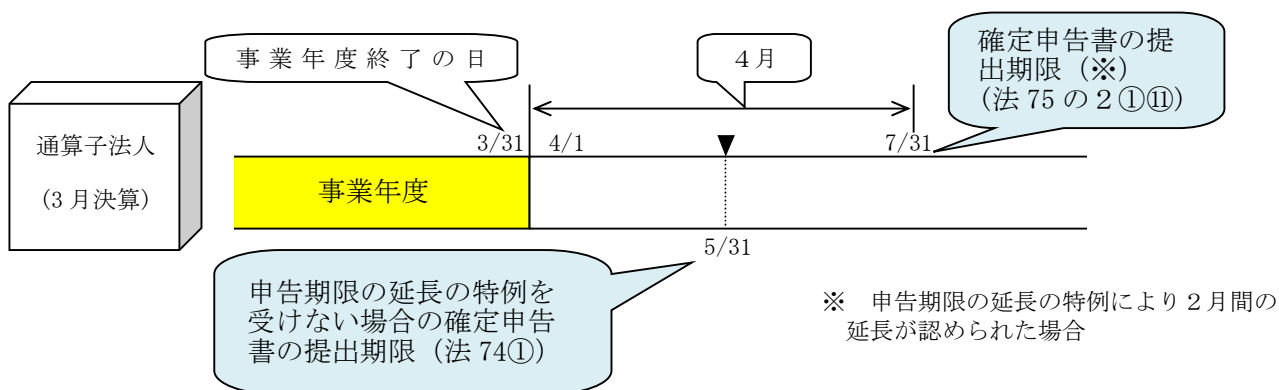 事業年度終了の日
4月
確定申告書の提
出期限（※）
（法 75 の２①⑪）
通算子法人
（3 月決算）
3/31
4/1
7/31
事業年度
5/31
申告期限の延長の特例を
受けない場合の確定申告
書の提出期限（法 74①）
※　申告期限の延長の特例により２月間の
延長が認められた場合